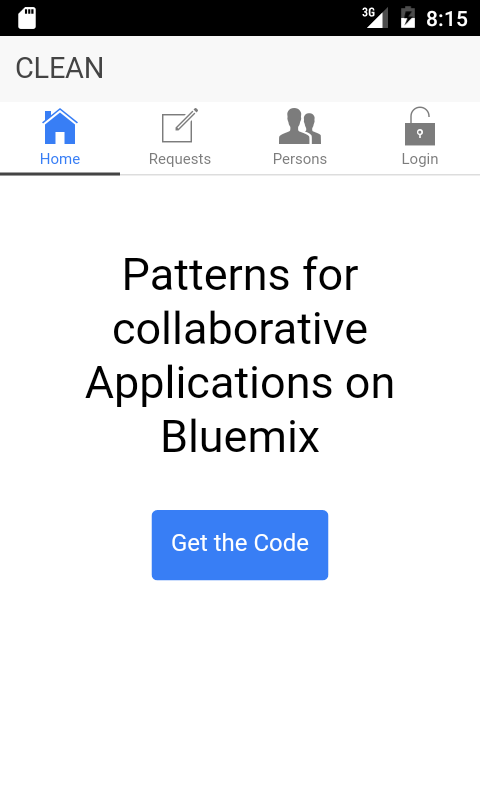 3G 8:15
CLEAN
Home Requests Persons Login
Patterns for
collaborative
Applications on
Bluemix
Get the Code